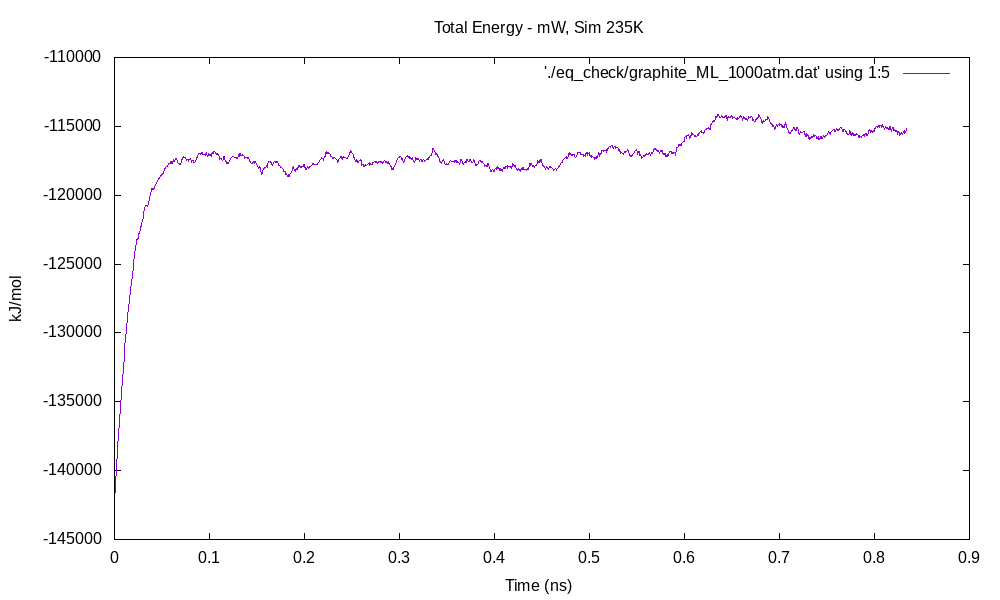 Total Energy - mW, Sim 235K
'./eq_check/graphite_ML_1000atm.dat' using 1:5
kJ/mol
-110000
-115000
-120000
-125000
-130000
-135000
-140000
-145000
0 0.1 0.2 0.3 0.4 0.5 0.6 0.7 0.8 0.9
Time (ns)